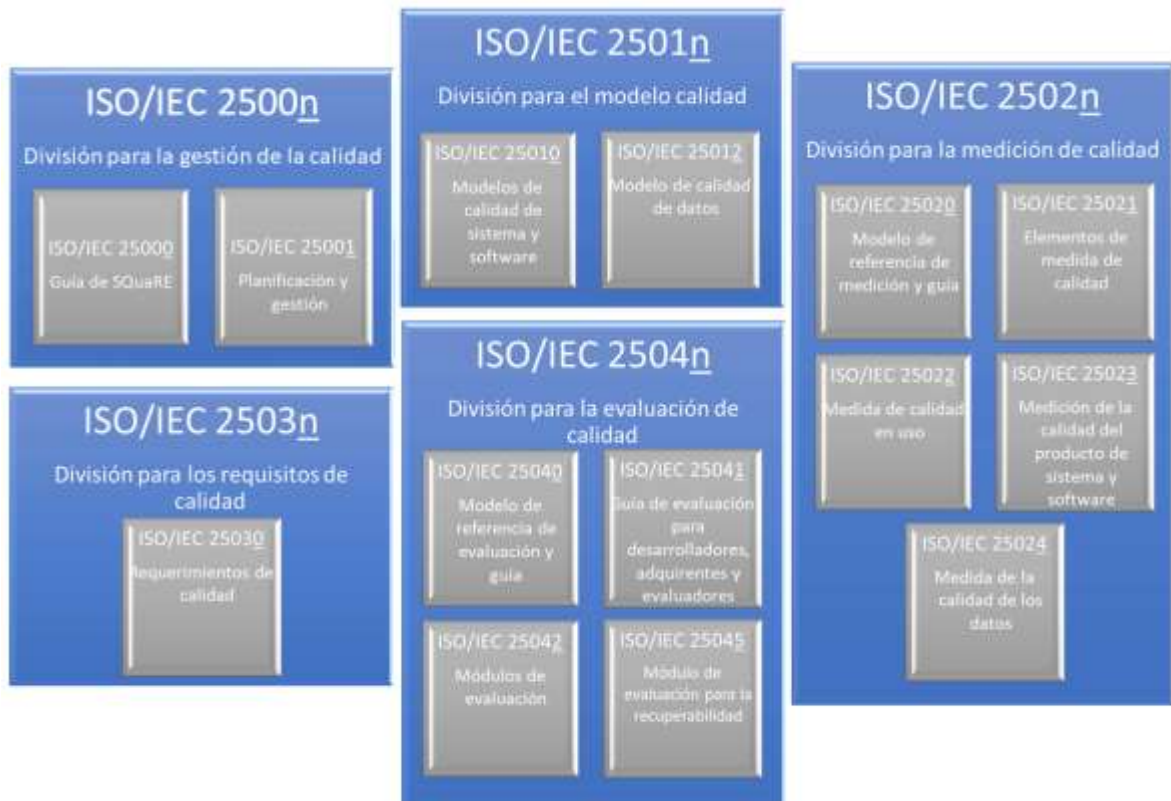 ISO/IEC 2500n
División para la gestión de la calidad
ISO/IEC 25000
Guía de SQuaRE
ISO/IEC 25001
Planificación y
gestión
ISO/IEC 2501n
División para el modelo calidad
ISO/IEC 25010
Modelos de
calidad de
sistema y
software
ISO/IEC 25012
Modelo de calidad
de datos
ISO/IEC 2502n
División para la medición de calidad
ISO/IEC 25020
Modelo de
referencia de
medición y guía
ISO/IEC 25021
Elementos de
medida de
calidad
ISO/IEC 25022
Medida de calidad
en uso
ISO/IEC 25023
Medición de la
calidad del
producto de
sistema y
software
ISO/IEC 25024
Medida de la
calidad de los
datos
ISO/IEC 2503n
División para los requisitos de
calidad
ISO/IEC 25030
Requerimientos de
calidad
ISO/IEC 2504n
División para la evaluación de
calidad
ISO/IEC 25040
Modelo de
referencia de
evaluación y
guía
ISO/IEC 25041
Guía de evaluación
para
desarrolladores,
adquirentes y
evaluadores
ISO/IEC 25042
Módulos de
evaluación
ISO/IEC 25045
Módulo de
evaluación para la
recuperabilidad